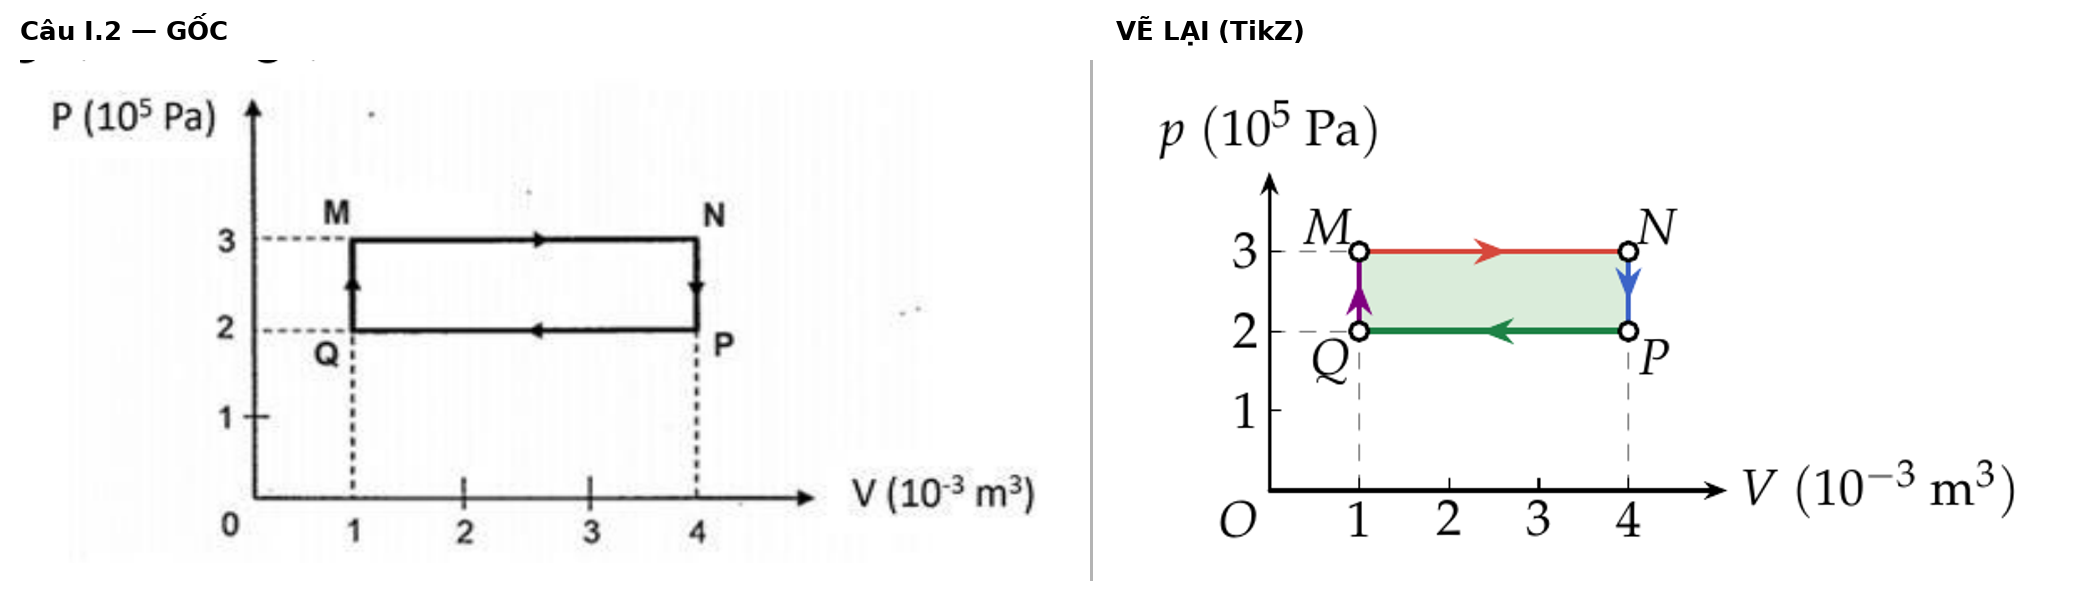 Câu I.2 — GỐC
P (10⁵ Pa)
M
N
3
2
Q
P
1
0
1
2
3
4
V (10⁻³ m³)
VẼ LẠI (TikZ)
p (10⁵ Pa)
M
N
3
2
Q
P
1
O
1
2
3
4
V (10⁻³ m³)